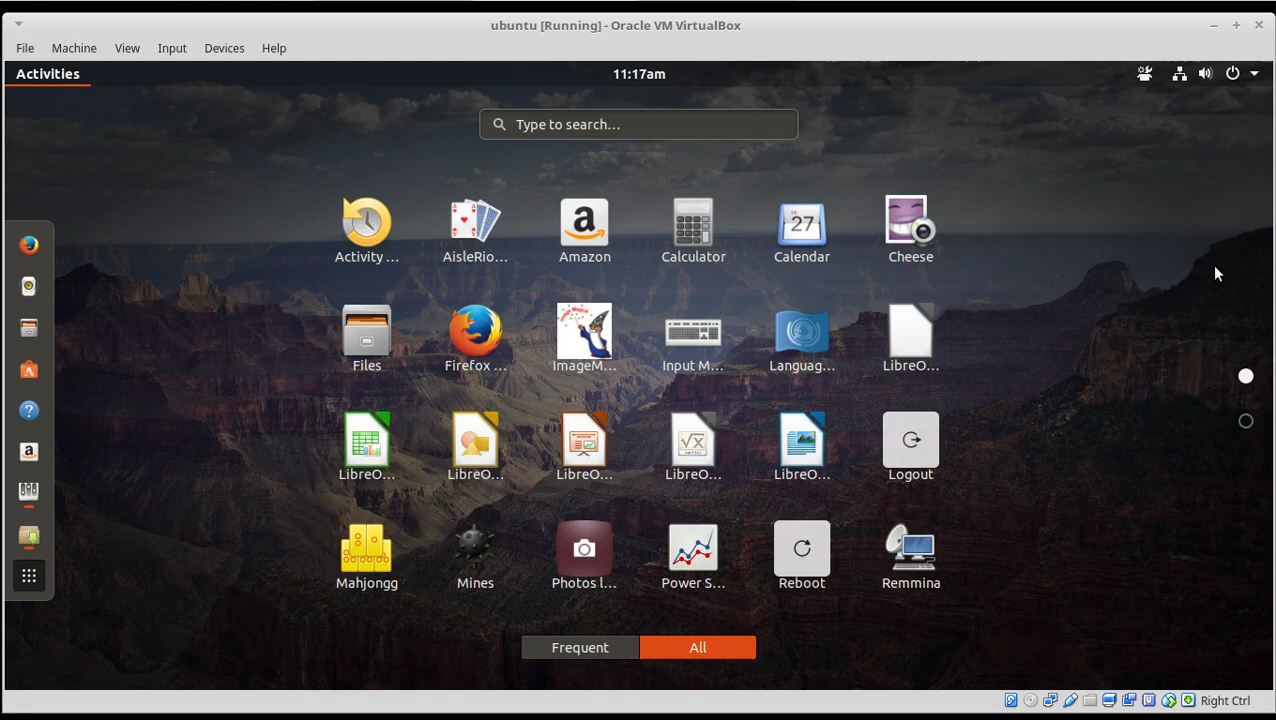 ubuntu [Running] - Oracle VM VirtualBox
File Machine View Input Devices Help
Activities 11:17am
Type to search...
27
Activity ... AisleRio... Amazon Calculator Calendar Cheese
Files Firefox ... ImageM... Input M... Languag... LibreO...
LibreO... LibreO... LibreO... LibreO... LibreO... Logout
Mahjongg Mines Photos l... Power S... Reboot Remmina
Frequent All
Right Ctrl